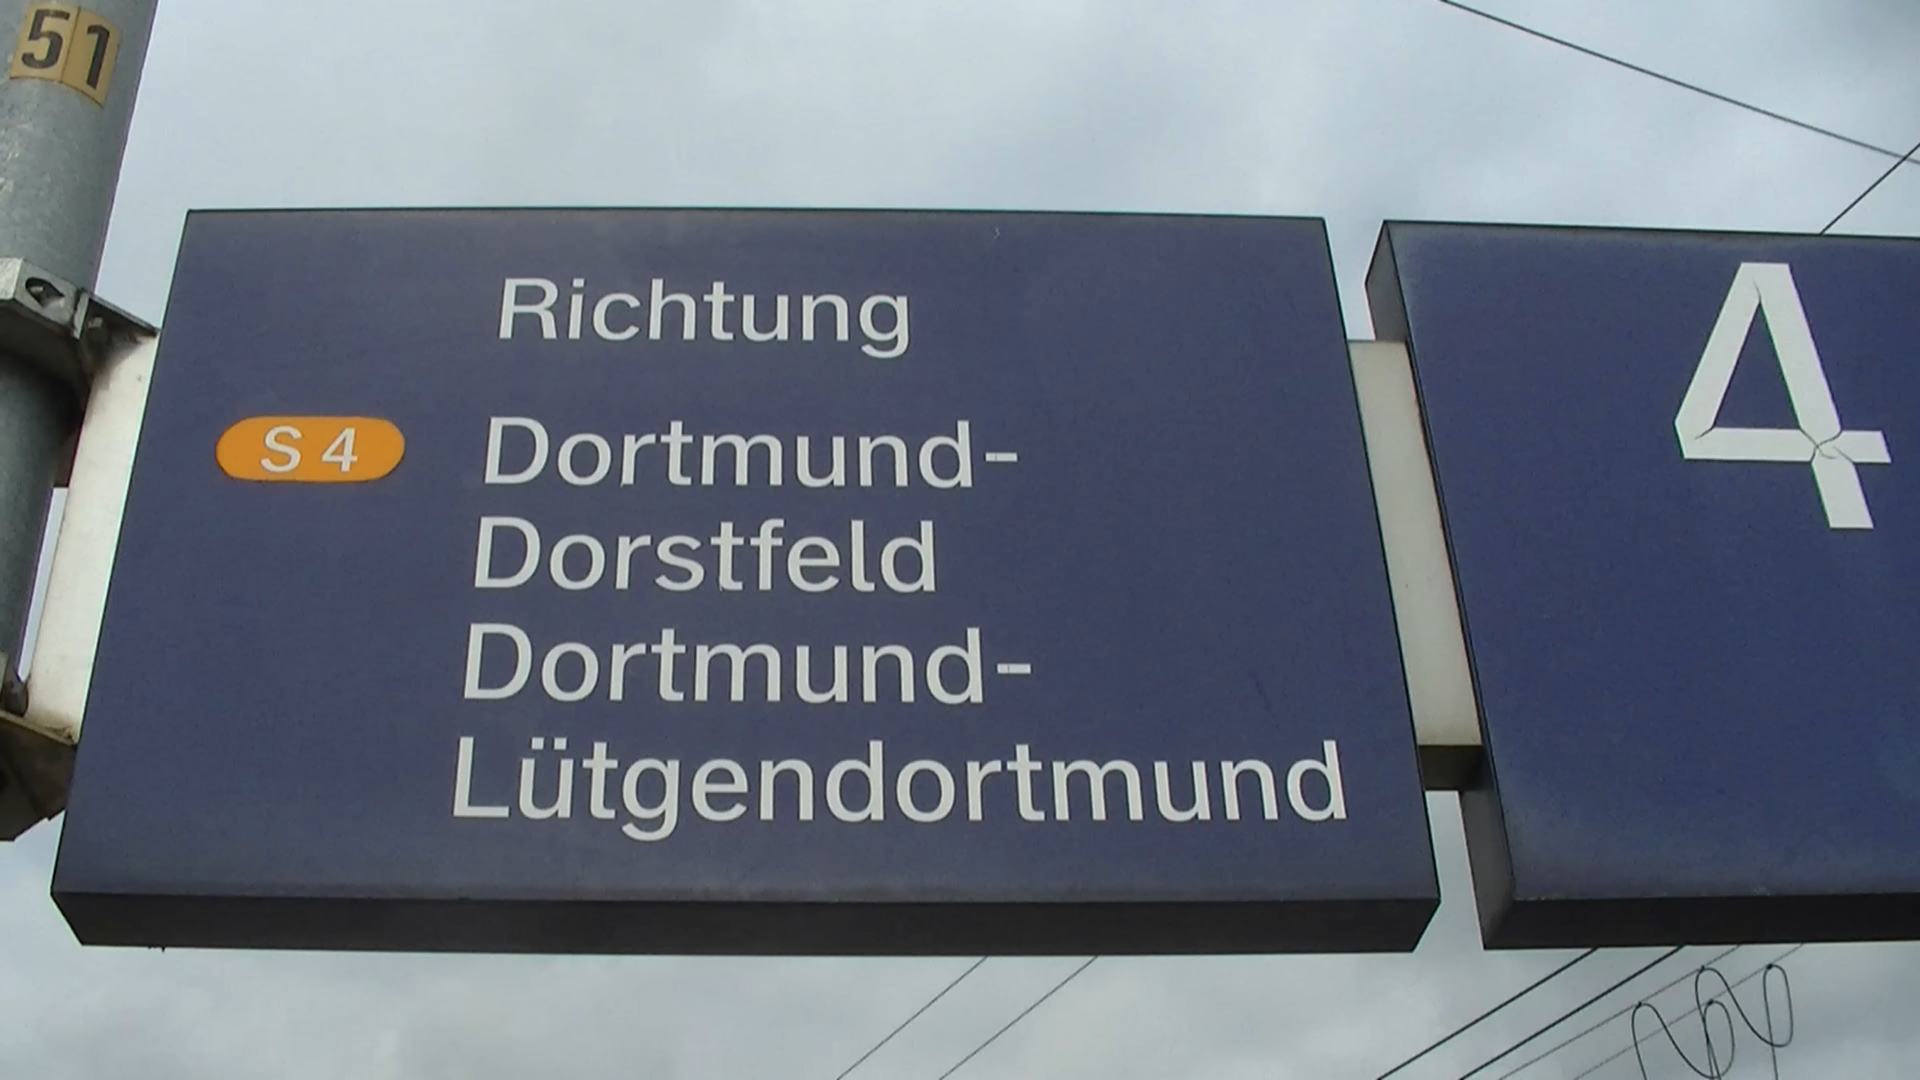 51
Richtung
S 4 Dortmund-
Dorstfeld
Dortmund-
Lütgendortmund
4